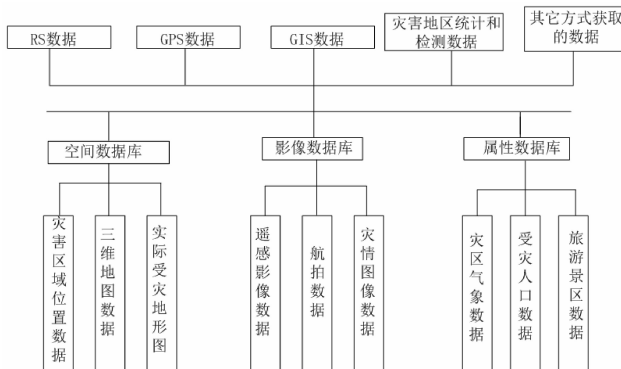 RS数据
GPS数据
GIS数据
灾害地区统计和
检测数据
其它方式获取
的数据
空间数据库
影像数据库
属性数据库
灾害区域位置数据
三维地图数据
实际受灾地形图
遥感影像数据
航拍数据
灾情图像数据
灾区气象数据
受灾人口数据
旅游景区数据